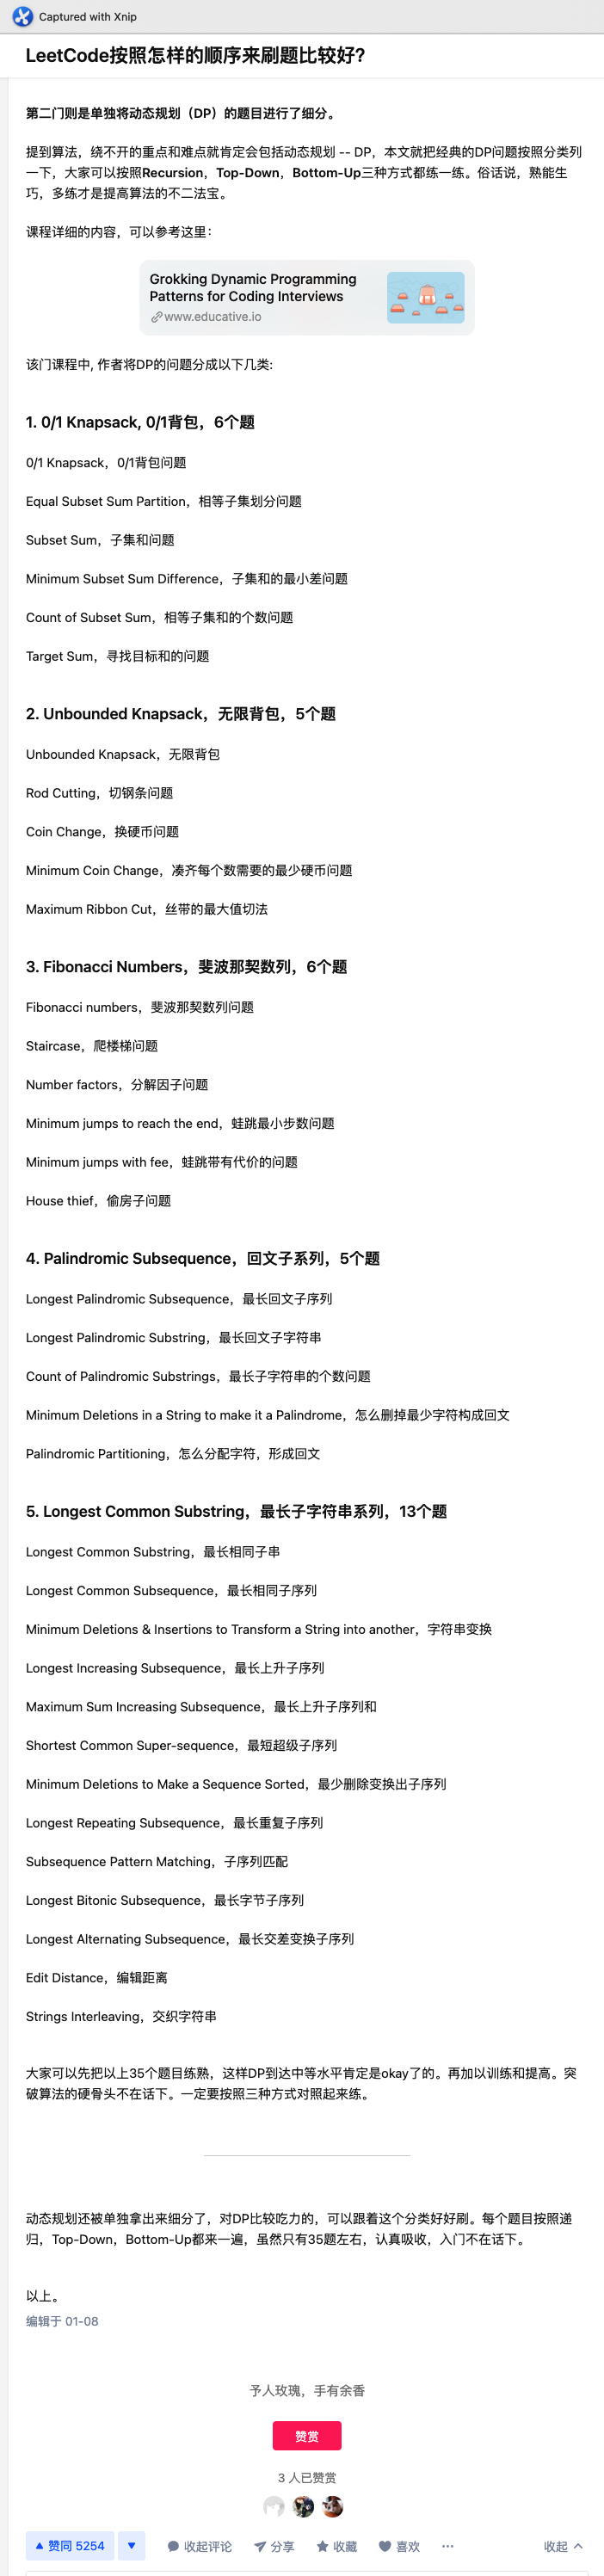 Captured with Xnip
LeetCode按照怎样的顺序来刷题比较好?
第二门则是单独将动态规划（DP）的题目进行了细分。
提到算法，绕不开的重点和难点就肯定会包括动态规划 -- DP，本文就把经典的DP问题按照分类列
一下，大家可以按照Recursion，Top-Down，Bottom-Up三种方式都练一练。俗话说，熟能生
巧，多练才是提高算法的不二法宝。
课程详细的内容，可以参考这里：
Grokking Dynamic Programming
Patterns for Coding Interviews
www.educative.io
该门课程中, 作者将DP的问题分成以下几类:
1. 0/1 Knapsack, 0/1背包，6个题
0/1 Knapsack，0/1背包问题
Equal Subset Sum Partition，相等子集划分问题
Subset Sum，子集和问题
Minimum Subset Sum Difference，子集和的最小差问题
Count of Subset Sum，相等子集和的个数问题
Target Sum，寻找目标和的问题
2. Unbounded Knapsack，无限背包，5个题
Unbounded Knapsack，无限背包
Rod Cutting，切钢条问题
Coin Change，换硬币问题
Minimum Coin Change，凑齐每个数需要的最少硬币问题
Maximum Ribbon Cut，丝带的最大值切法
3. Fibonacci Numbers，斐波那契数列，6个题
Fibonacci numbers，斐波那契数列问题
Staircase，爬楼梯问题
Number factors，分解因子问题
Minimum jumps to reach the end，蛙跳最小步数问题
Minimum jumps with fee，蛙跳带有代价的问题
House thief，偷房子问题
4. Palindromic Subsequence，回文子系列，5个题
Longest Palindromic Subsequence，最长回文子序列
Longest Palindromic Substring，最长回文子字符串
Count of Palindromic Substrings，最长子字符串的个数问题
Minimum Deletions in a String to make it a Palindrome，怎么删掉最少字符构成回文
Palindromic Partitioning，怎么分配字符，形成回文
5. Longest Common Substring，最长子字符串系列，13个题
Longest Common Substring，最长相同子串
Longest Common Subsequence，最长相同子序列
Minimum Deletions & Insertions to Transform a String into another，字符串变换
Longest Increasing Subsequence，最长上升子序列
Maximum Sum Increasing Subsequence，最长上升子序列和
Shortest Common Super-sequence，最短超级子序列
Minimum Deletions to Make a Sequence Sorted，最少删除变换出子序列
Longest Repeating Subsequence，最长重复子序列
Subsequence Pattern Matching，子序列匹配
Longest Bitonic Subsequence，最长字节子序列
Longest Alternating Subsequence，最长交差变换子序列
Edit Distance，编辑距离
Strings Interleaving，交织字符串
大家可以先把以上35个题目练熟，这样DP到达中等水平肯定是okay了的。再加以训练和提高。突
破算法的硬骨头不在话下。一定要按照三种方式对照起来练。
动态规划还被单独拿出来细分了，对DP比较吃力的，可以跟着这个分类好好刷。每个题目按照递
归，Top-Down，Bottom-Up都来一遍，虽然只有35题左右，认真吸收，入门不在话下。
以上。
编辑于 01-08
予人玫瑰，手有余香
赞赏
3 人已赞赏
赞同 5254 收起评论 分享 收藏 喜欢 ··· 收起